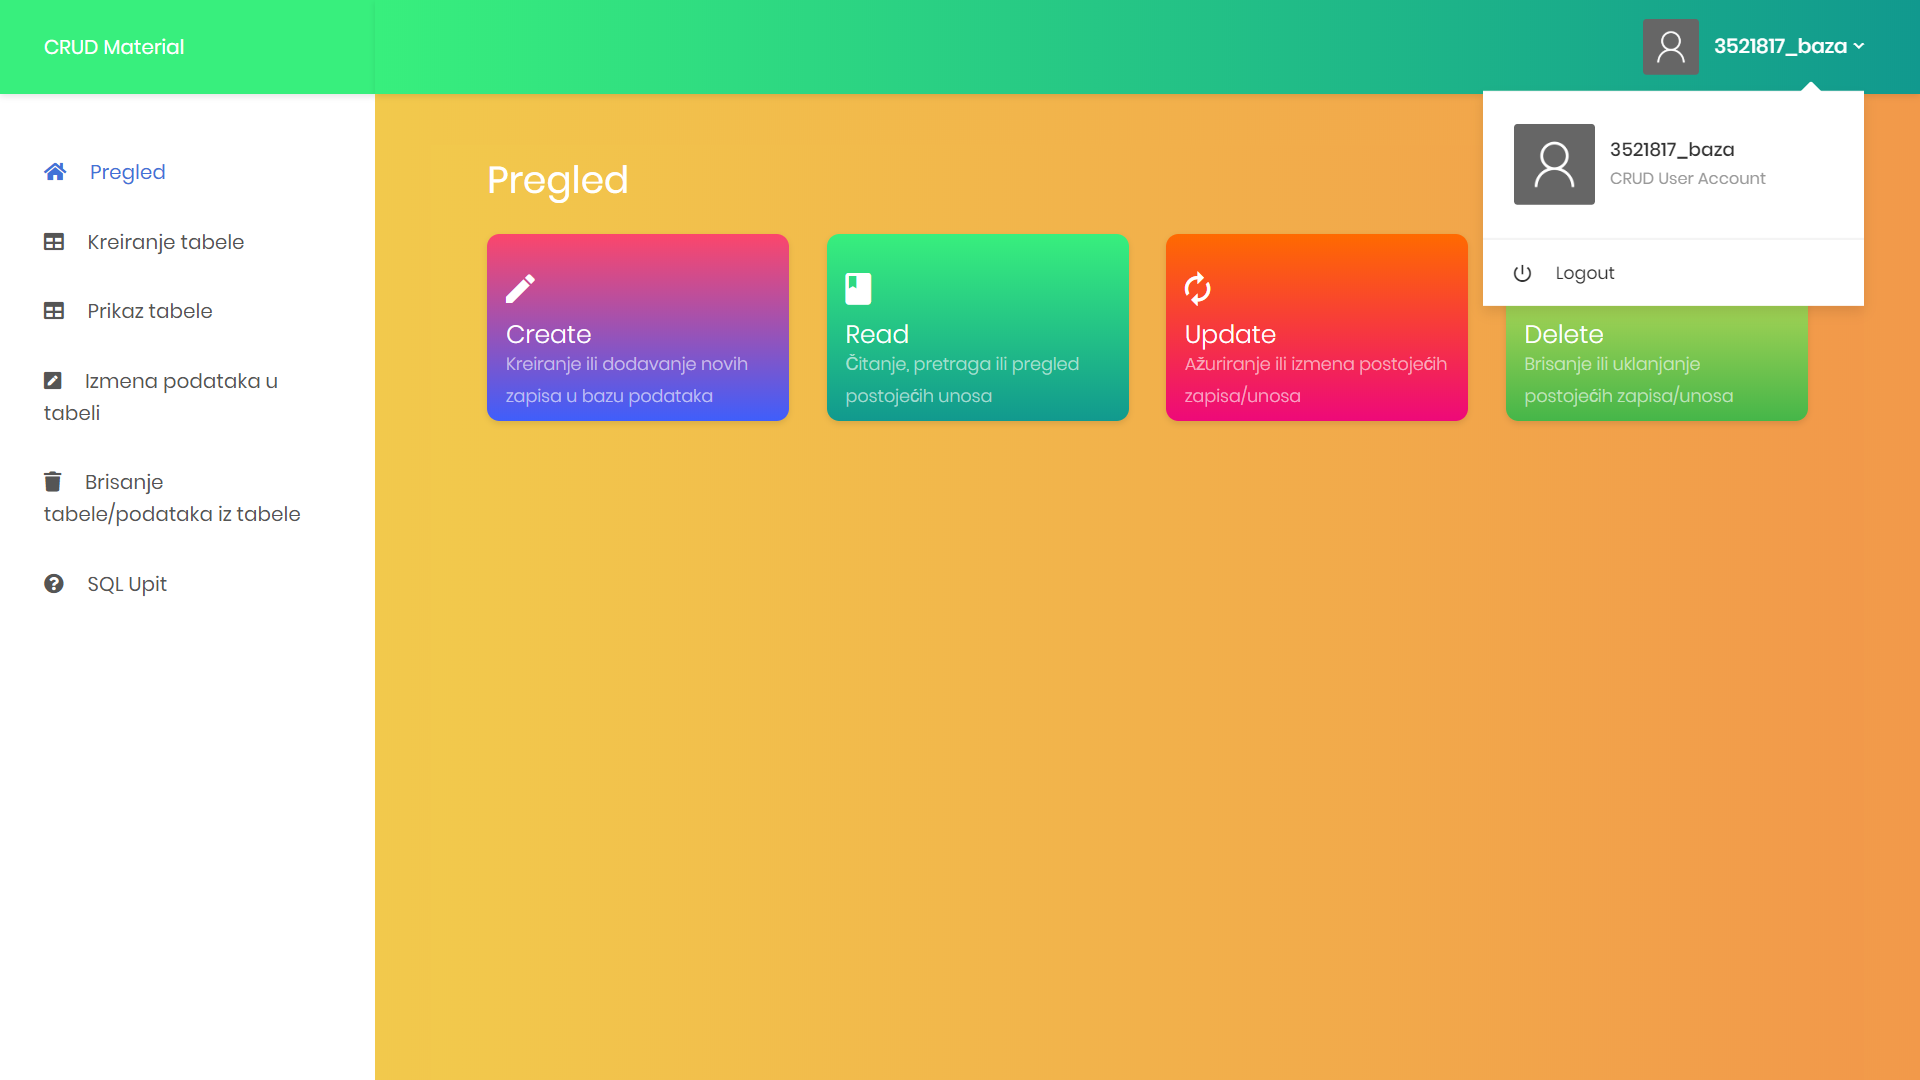 CRUD Material
3521817_baza
3521817_baza
CRUD User Account
Logout
Pregled
Kreiranje tabele
Prikaz tabele
Izmena podataka u
tabeli
Brisanje
tabele/podataka iz tabele
SQL Upit
Pregled
Create
Kreiranje ili dodavanje novih
zapisa u bazu podataka
Read
Čitanje, pretraga ili pregled
postojećih unosa
Update
Ažuriranje ili izmena postojećih
zapisa/unosa
Delete
Brisanje ili uklanjanje
postojećih zapisa/unosa